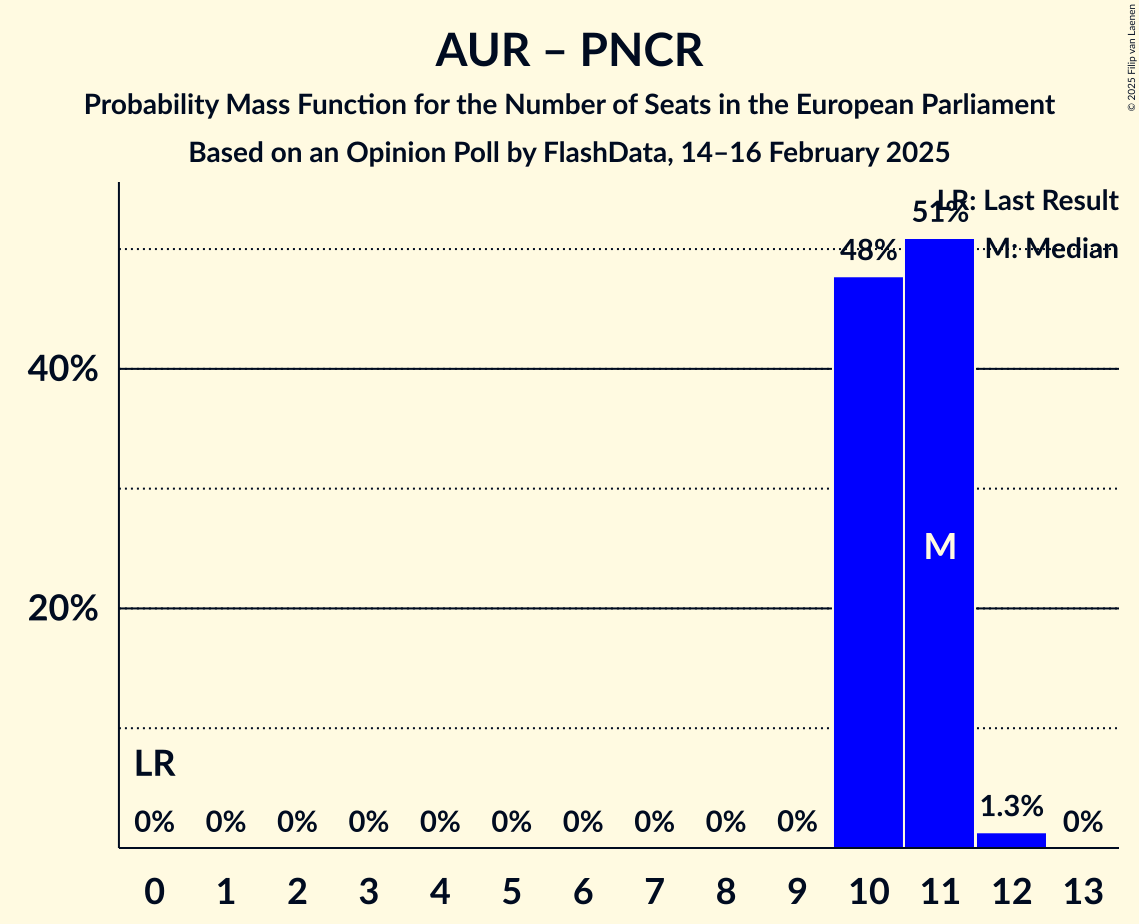 AUR – PNCR
Probability Mass Function for the Number of Seats in the European Parliament
Based on an Opinion Poll by FlashData, 14–16 February 2025
© 2025 Filip van Laenen
LR: Last Result
M: Median
51%
48%
40%
20%
M
LR
0% 0% 0% 0% 0% 0% 0% 0% 0% 0% 1.3% 0%
0 1 2 3 4 5 6 7 8 9 10 11 12 13